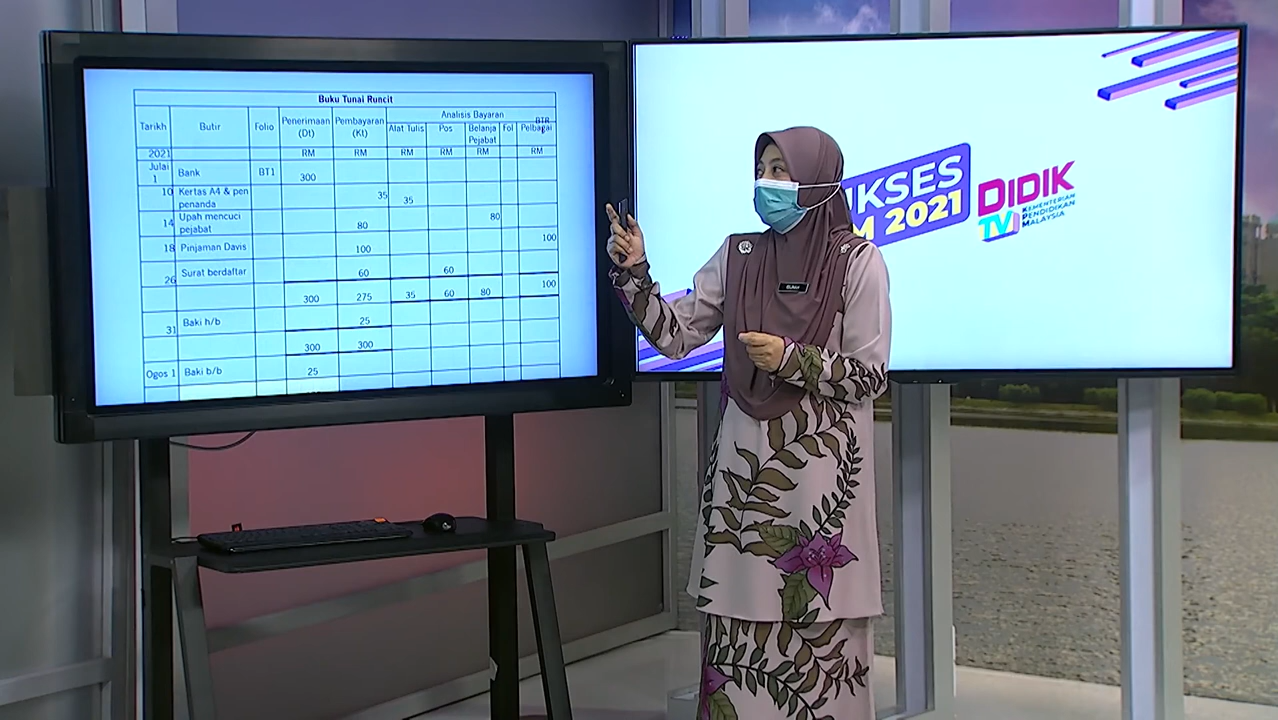 Buku Tunai Runcit
BTR
Tarikh Butir Folio Penerimaan (Dt) Pembayaran (Kt) Analisis Bayaran
Alat Tulis Pos Belanja Pejabat Fol Pelbagai
2021 RM RM RM RM RM RM
Julai 1 Bank BT1 300
10 Kertas A4 & pen penanda 35 35
14 Upah mencuci pejabat 80 80
18 Pinjaman Davis 100 100
26 Surat berdaftar 60 60
300 275 35 60 80 100
31 Baki h/b 25
300 300
Ogos 1 Baki b/b 25
UKSES
M 2021
DIDIK
TV
KEMENTERIAN
PENDIDIKAN
MALAYSIA